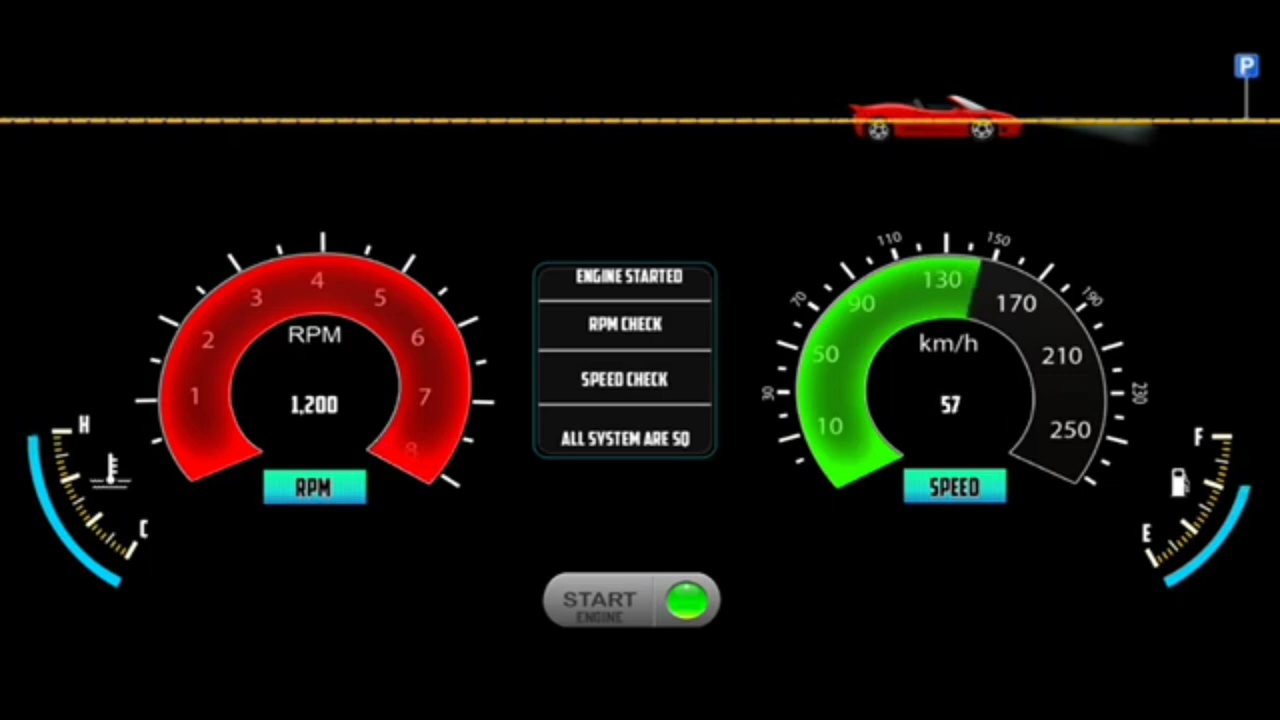 P
110
150
70
190
30
230
1
2
3
4
5
6
7
8
RPM
1,200
RPM
ENGINE STARTED
RPM CHECK
SPEED CHECK
ALL SYSTEM ARE SQ
10
50
90
130
170
210
250
km/h
57
SPEED
H
C
F
E
START
ENGINE